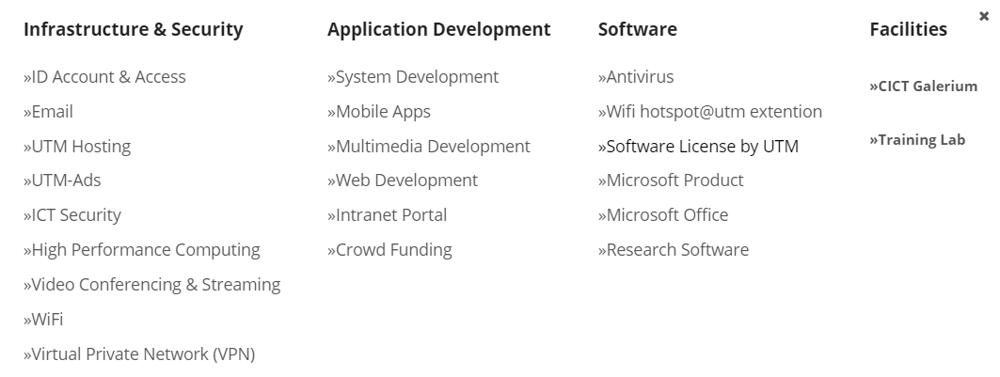 Infrastructure & Security
»ID Account & Access
»Email
»UTM Hosting
»UTM-Ads
»ICT Security
»High Performance Computing
»Video Conferencing & Streaming
»WiFi
»Virtual Private Network (VPN)
Application Development
»System Development
»Mobile Apps
»Multimedia Development
»Web Development
»Intranet Portal
»Crowd Funding
Software
»Antivirus
»Wifi hotspot@utm extention
»Software License by UTM
»Microsoft Product
»Microsoft Office
»Research Software
Facilities
»CICT Galerium
»Training Lab